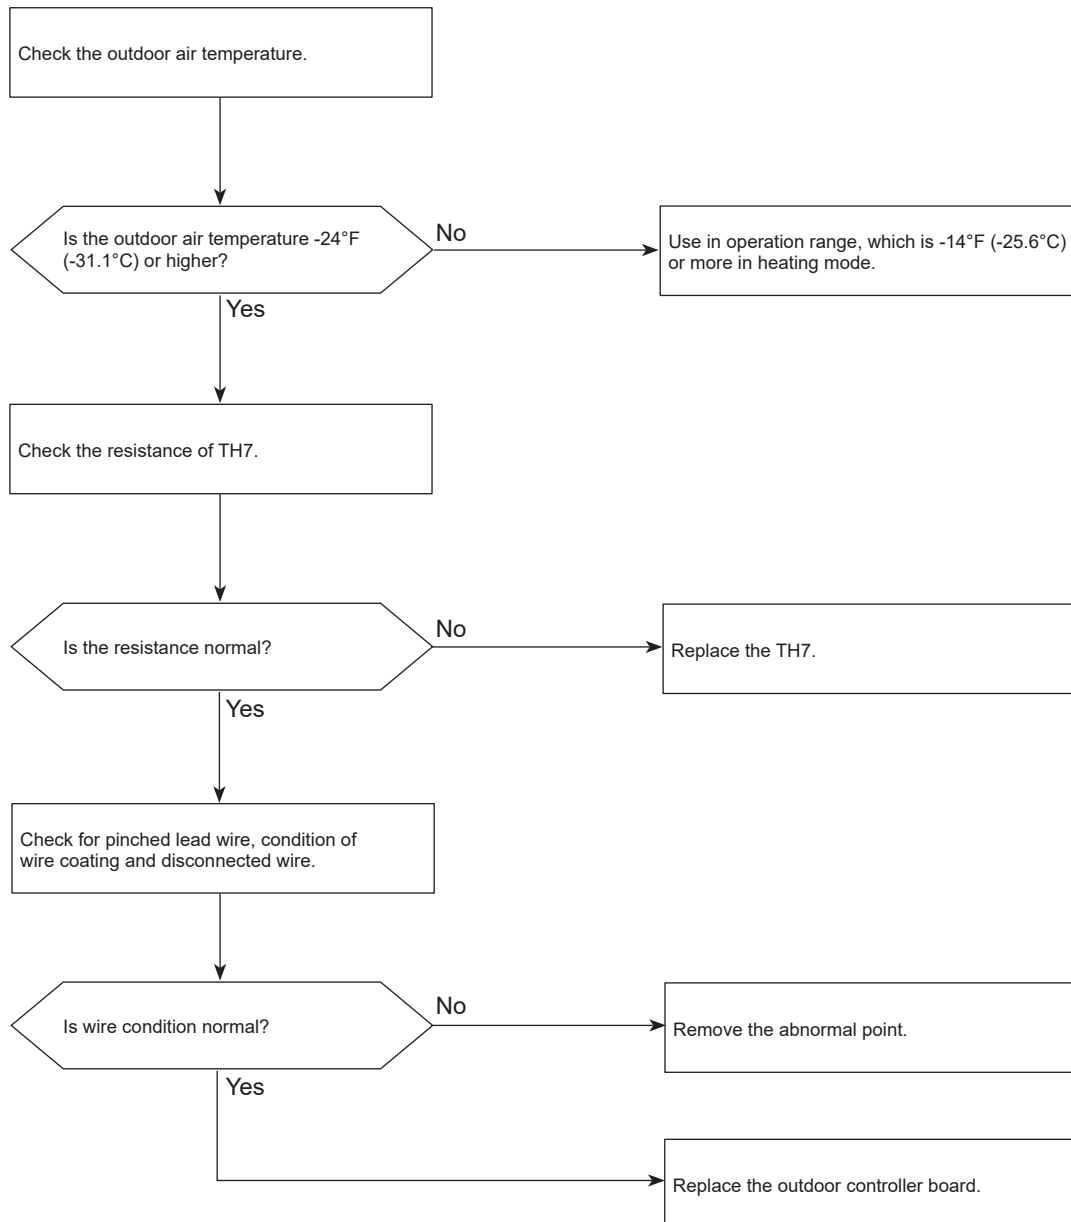 Check the outdoor air temperature.
Is the outdoor air temperature -24°F
(-31.1°C) or higher?
No
Use in operation range, which is -14°F (-25.6°C)
or more in heating mode.
Yes
Check the resistance of TH7.
Is the resistance normal?
No
Replace the TH7.
Yes
Check for pinched lead wire, condition of
wire coating and disconnected wire.
Is wire condition normal?
No
Remove the abnormal point.
Yes
Replace the outdoor controller board.